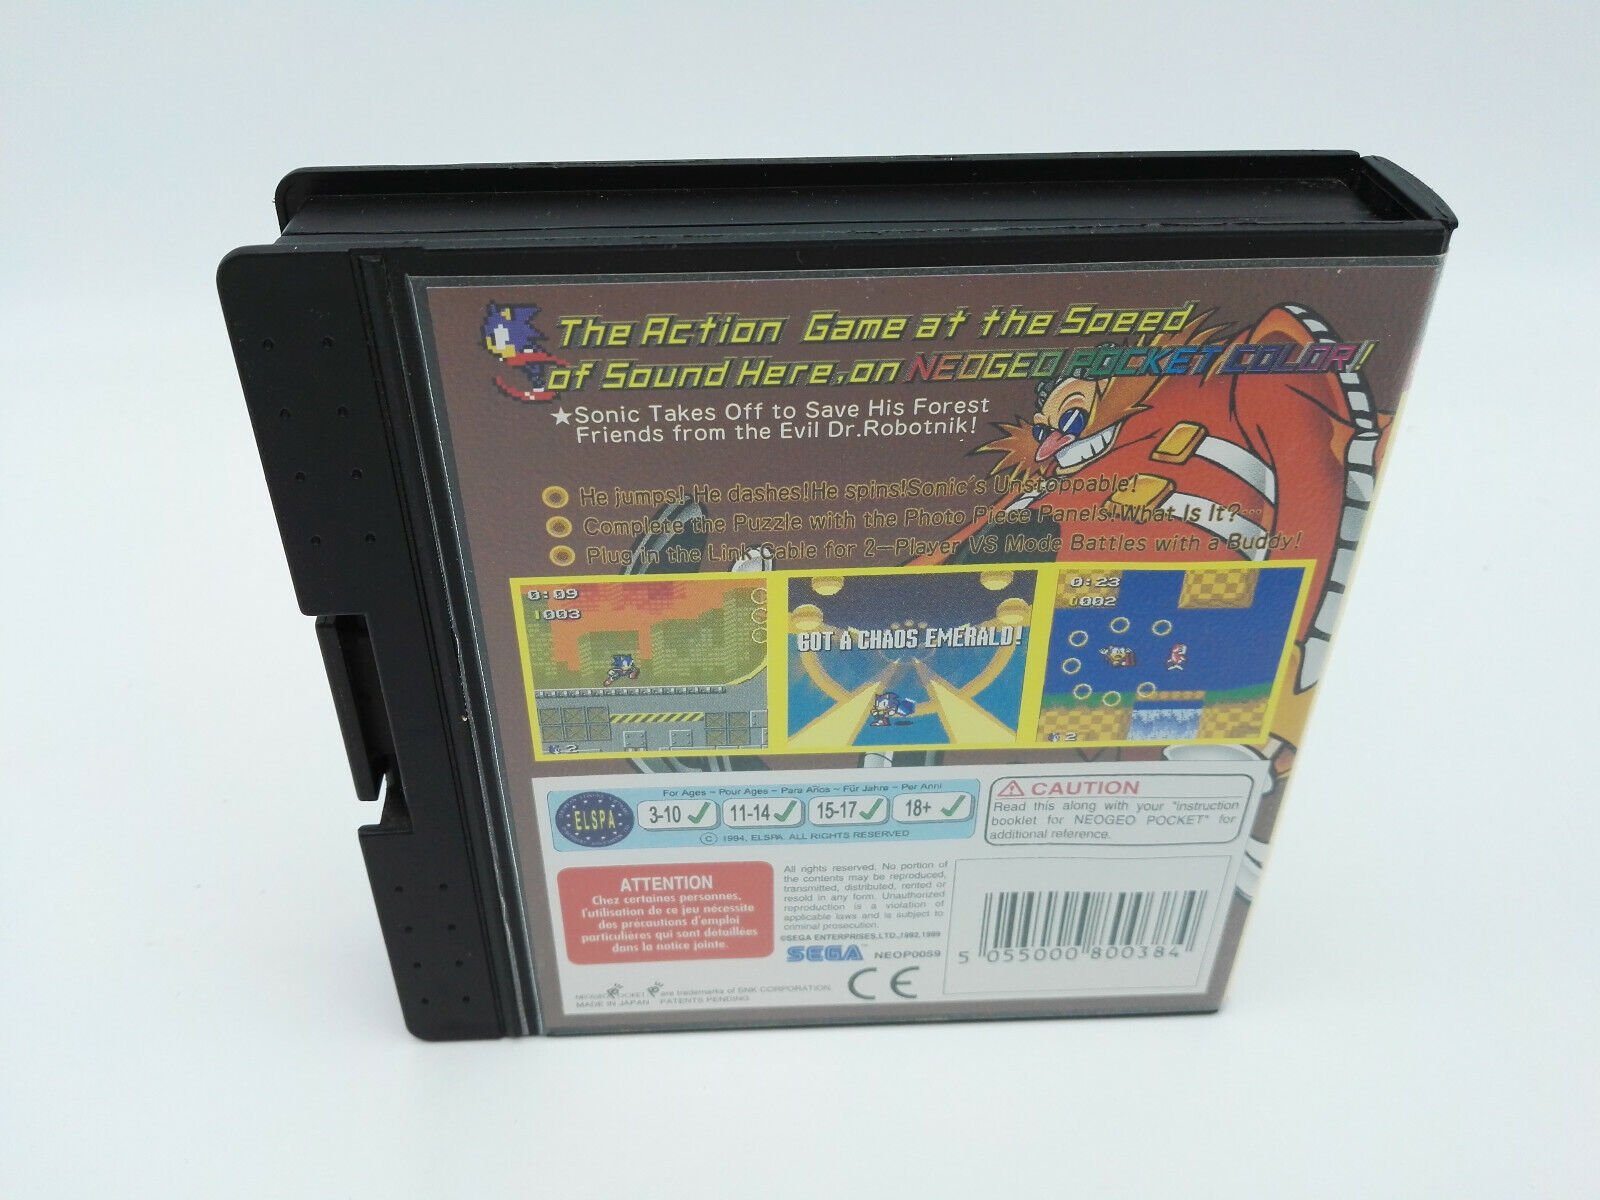 The Action Game at the Speed
of Sound Here, on NEOGEO POCKET COLOR!
★Sonic Takes Off to Save His Forest
Friends from the Evil Dr.Robotnik!
He jumps! He dashes!He spins!Sonic's Unstoppable!
Complete the Puzzle with the Photo Piece Panels!What Is It?…
Plug in the Link Cable for 2-Player VS Mode Battles with a Buddy!
0:09
1003
2
GOT A CHAOS EMERALD!
0:23
1002
2
ELSPA
For Ages - Pour Ages - Para Años - Für Jahre - Per Anni
3-10 ✓ 11-14 ✓ 15-17 ✓ 18+ ✓
© 1994, ELSPA. ALL RIGHTS RESERVED
CAUTION
Read this along with your "instruction
booklet for NEOGEO POCKET" for
additional reference.
ATTENTION
Chez certaines personnes,
l'utilisation de ce jeu nécessite
des précautions d'emploi
particulières qui sont détaillées
dans la notice jointe.
All rights reserved. No portion of
the contents may be reproduced,
transmitted, distributed, rented or
resold in any form. Unauthorized
reproduction is a violation of
applicable laws and is subject to
criminal prosecution.
©SEGA ENTERPRISES,LTD.,1992,1999
SEGA™ NEOP0059
NEOGEO POCKET are trademarks of SNK CORPORATION.
MADE IN JAPAN PATENTS PENDING
CE
5 055000 800384